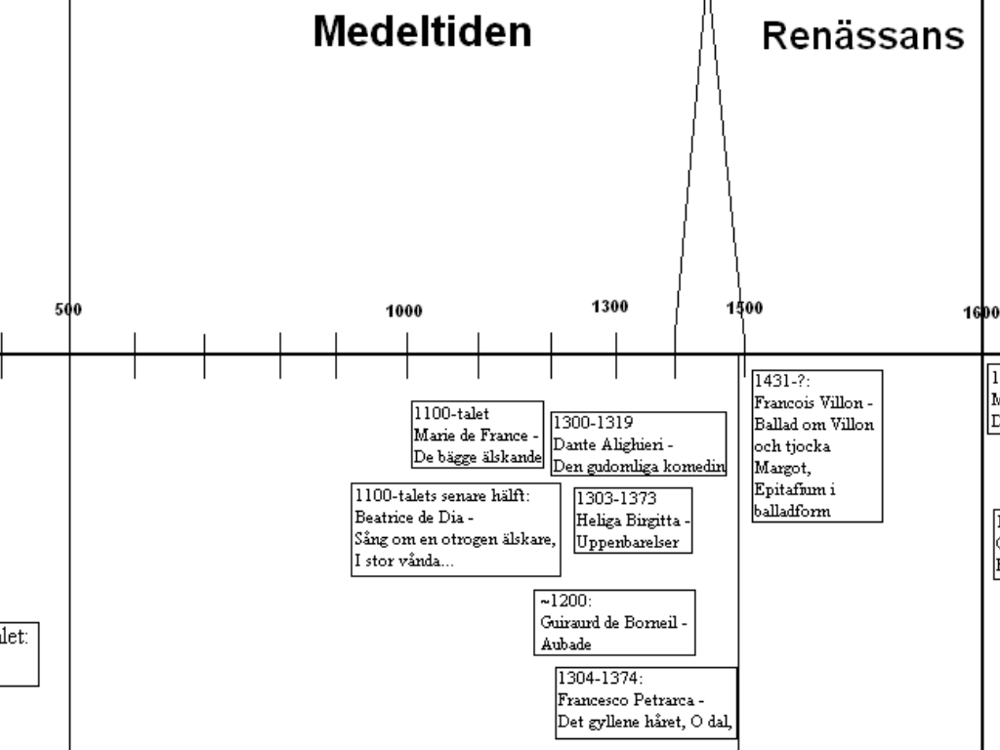 Medeltiden
Renässans
500
1000
1300
1500
1600
1100-talet
Marie de France -
De bägge älskande
1300-1319
Dante Alighieri -
Den gudomliga komedin
1431-?:
Francois Villon -
Ballad om Villon
och tjocka
Margot,
Epitafium i
balladform
1100-talets senare hälft:
Beatrice de Dia -
Sång om en otrogen älskare,
I stor vånda...
1303-1373
Heliga Birgitta -
Uppenbarelser
~1200:
Guiraurd de Borneil -
Aubade
let:
1304-1374:
Francesco Petrarca -
Det gyllene håret, O dal,